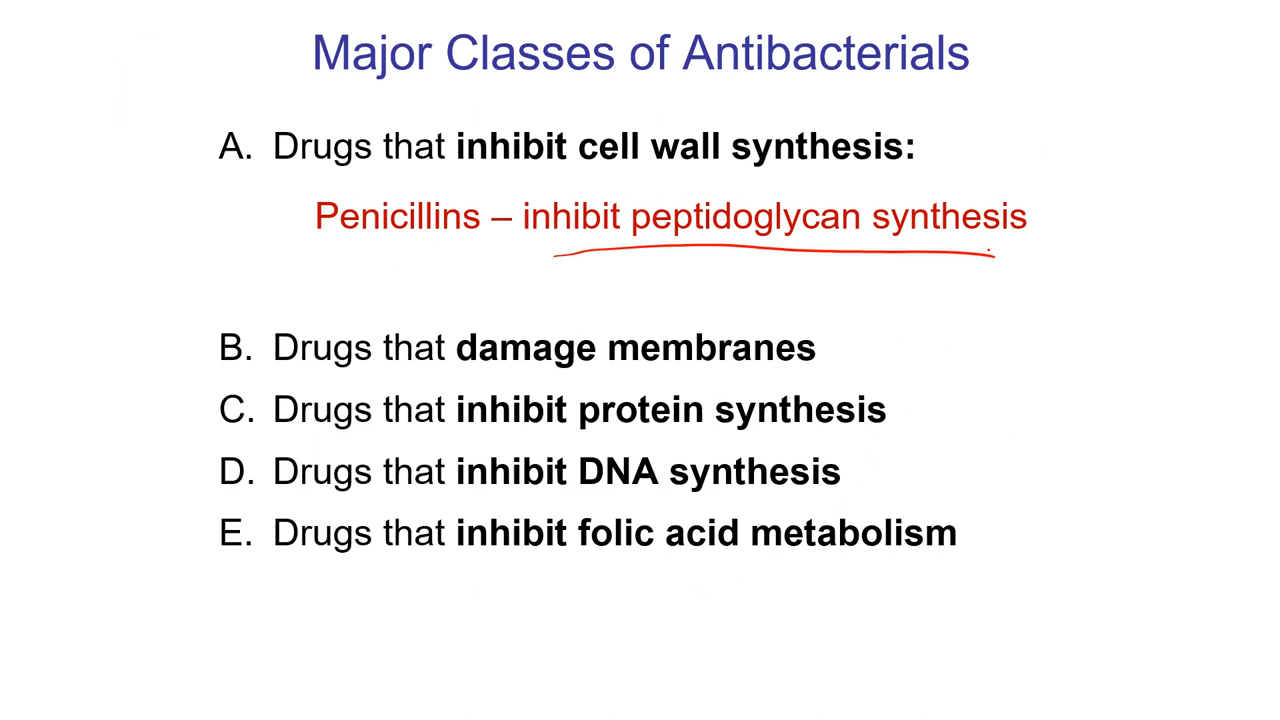 Major Classes of Antibacterials
A. Drugs that inhibit cell wall synthesis:
Penicillins – inhibit peptidoglycan synthesis
B. Drugs that damage membranes
C. Drugs that inhibit protein synthesis
D. Drugs that inhibit DNA synthesis
E. Drugs that inhibit folic acid metabolism